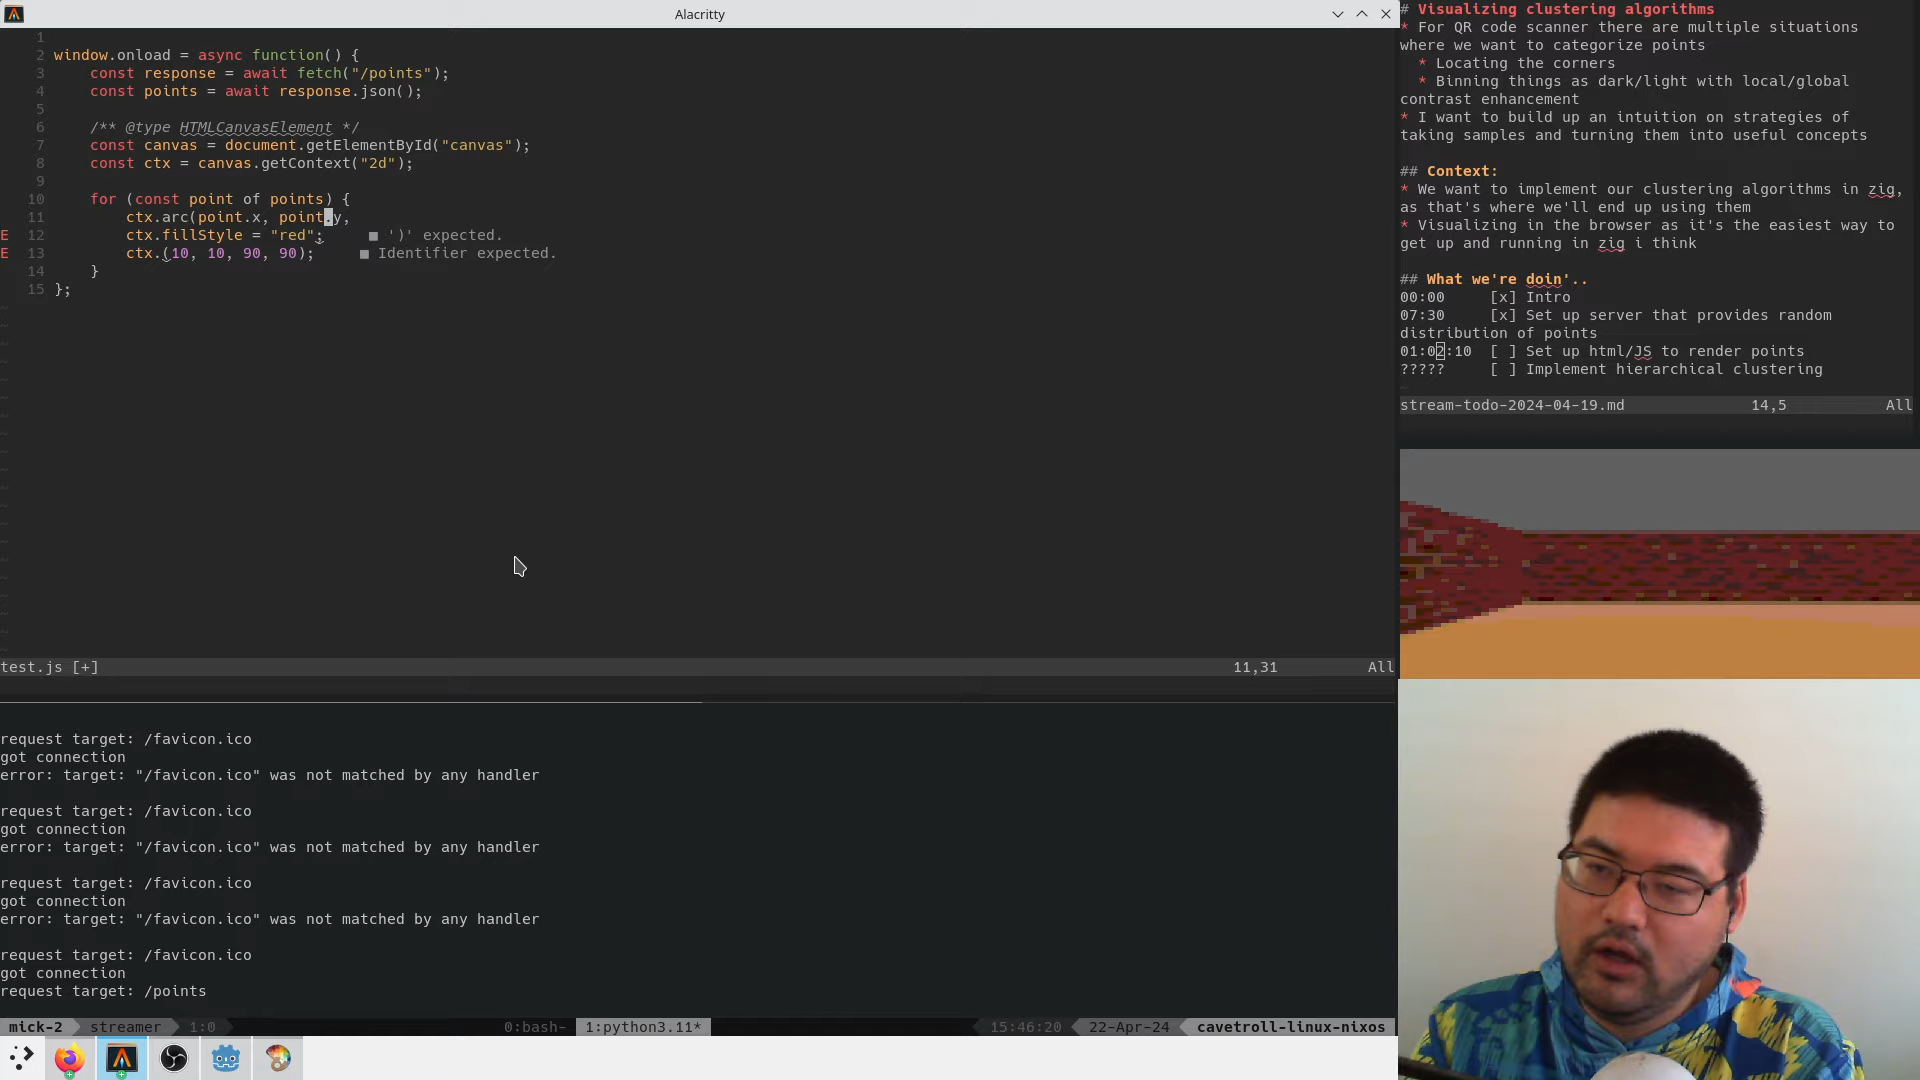 Alacritty
1
2 window.onload = async function() {
3 const response = await fetch("/points");
4 const points = await response.json();
5
6 /** @type HTMLCanvasElement */
7 const canvas = document.getElementById("canvas");
8 const ctx = canvas.getContext("2d");
9
10 for (const point of points) {
11 ctx.arc(point.x, point.y,
E 12 ctx.fillStyle = "red"; ■ ')' expected.
E 13 ctx.(10, 10, 90, 90); ■ Identifier expected.
14 }
15 };
test.js [+] 11,31 All
request target: /favicon.ico
got connection
error: target: "/favicon.ico" was not matched by any handler
request target: /favicon.ico
got connection
error: target: "/favicon.ico" was not matched by any handler
request target: /favicon.ico
got connection
error: target: "/favicon.ico" was not matched by any handler
request target: /favicon.ico
got connection
request target: /points
mick-2 streamer 1:0 0:bash- 1:python3.11* 15:46:20 22-Apr-24 cavetroll-linux-nixos
# Visualizing clustering algorithms
* For QR code scanner there are multiple situations
where we want to categorize points
* Locating the corners
* Binning things as dark/light with local/global
contrast enhancement
* I want to build up an intuition on strategies of
taking samples and turning them into useful concepts
## Context:
* We want to implement our clustering algorithms in zig,
as that's where we'll end up using them
* Visualizing in the browser as it's the easiest way to
get up and running in zig i think
## What we're doin'..
00:00 [x] Intro
07:30 [x] Set up server that provides random
distribution of points
01:02:10 [ ] Set up html/JS to render points
????? [ ] Implement hierarchical clustering
stream-todo-2024-04-19.md 14,5 All